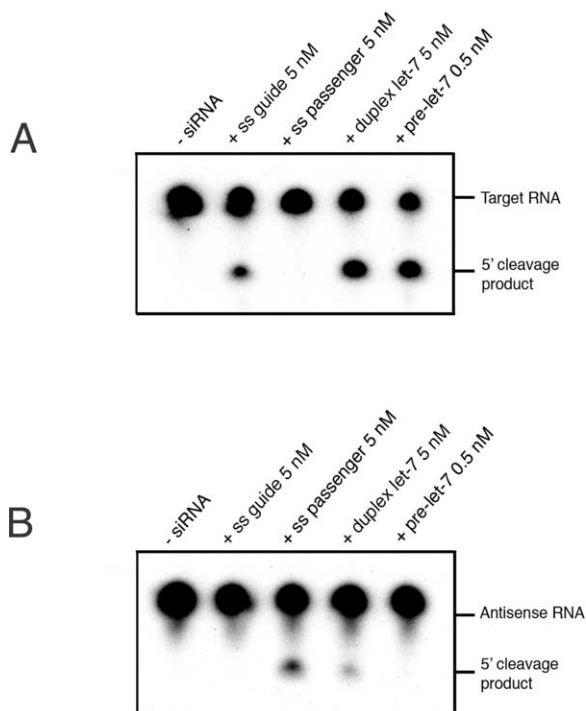 A
- siRNA
+ ss guide 5 nM
+ ss passenger 5 nM
+ duplex let-7 5 nM
+ pre-let-7 0.5 nM
Target RNA
5' cleavage
product
B
- siRNA
+ ss guide 5 nM
+ ss passenger 5 nM
+ duplex let-7 5 nM
+ pre-let-7 0.5 nM
Antisense RNA
5' cleavage
product